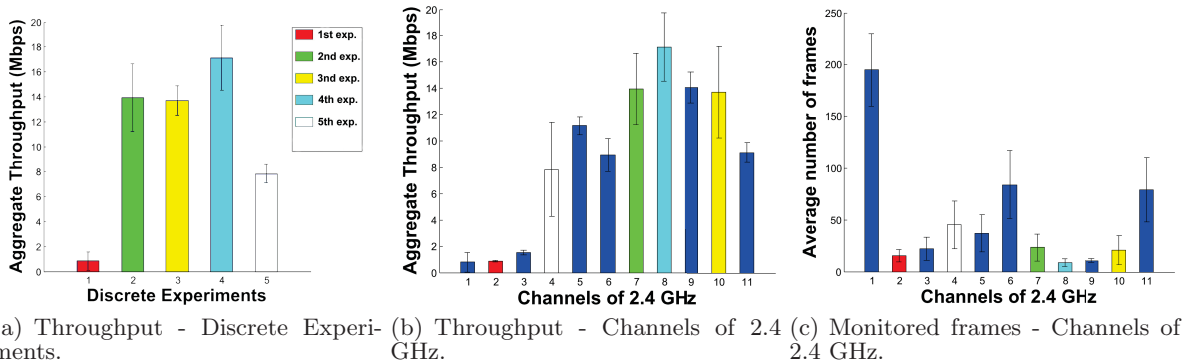 Aggregate Throughput (Mbps)
20
18
16
14
12
10
8
6
4
2
0
1 2 3 4 5
Discrete Experiments
1st exp.
2nd exp.
3nd exp.
4th exp.
5th exp.
a) Throughput - Discrete Experi-
ments.
Aggregate Throughput (Mbps)
20
18
16
14
12
10
8
6
4
2
0
1 2 3 4 5 6 7 8 9 10 11
Channels of 2.4 GHz
(b) Throughput - Channels of 2.4
GHz.
Average number of frames
250
200
150
100
50
0
1 2 3 4 5 6 7 8 9 10 11
Channels of 2.4 GHz
(c) Monitored frames - Channels of
2.4 GHz.